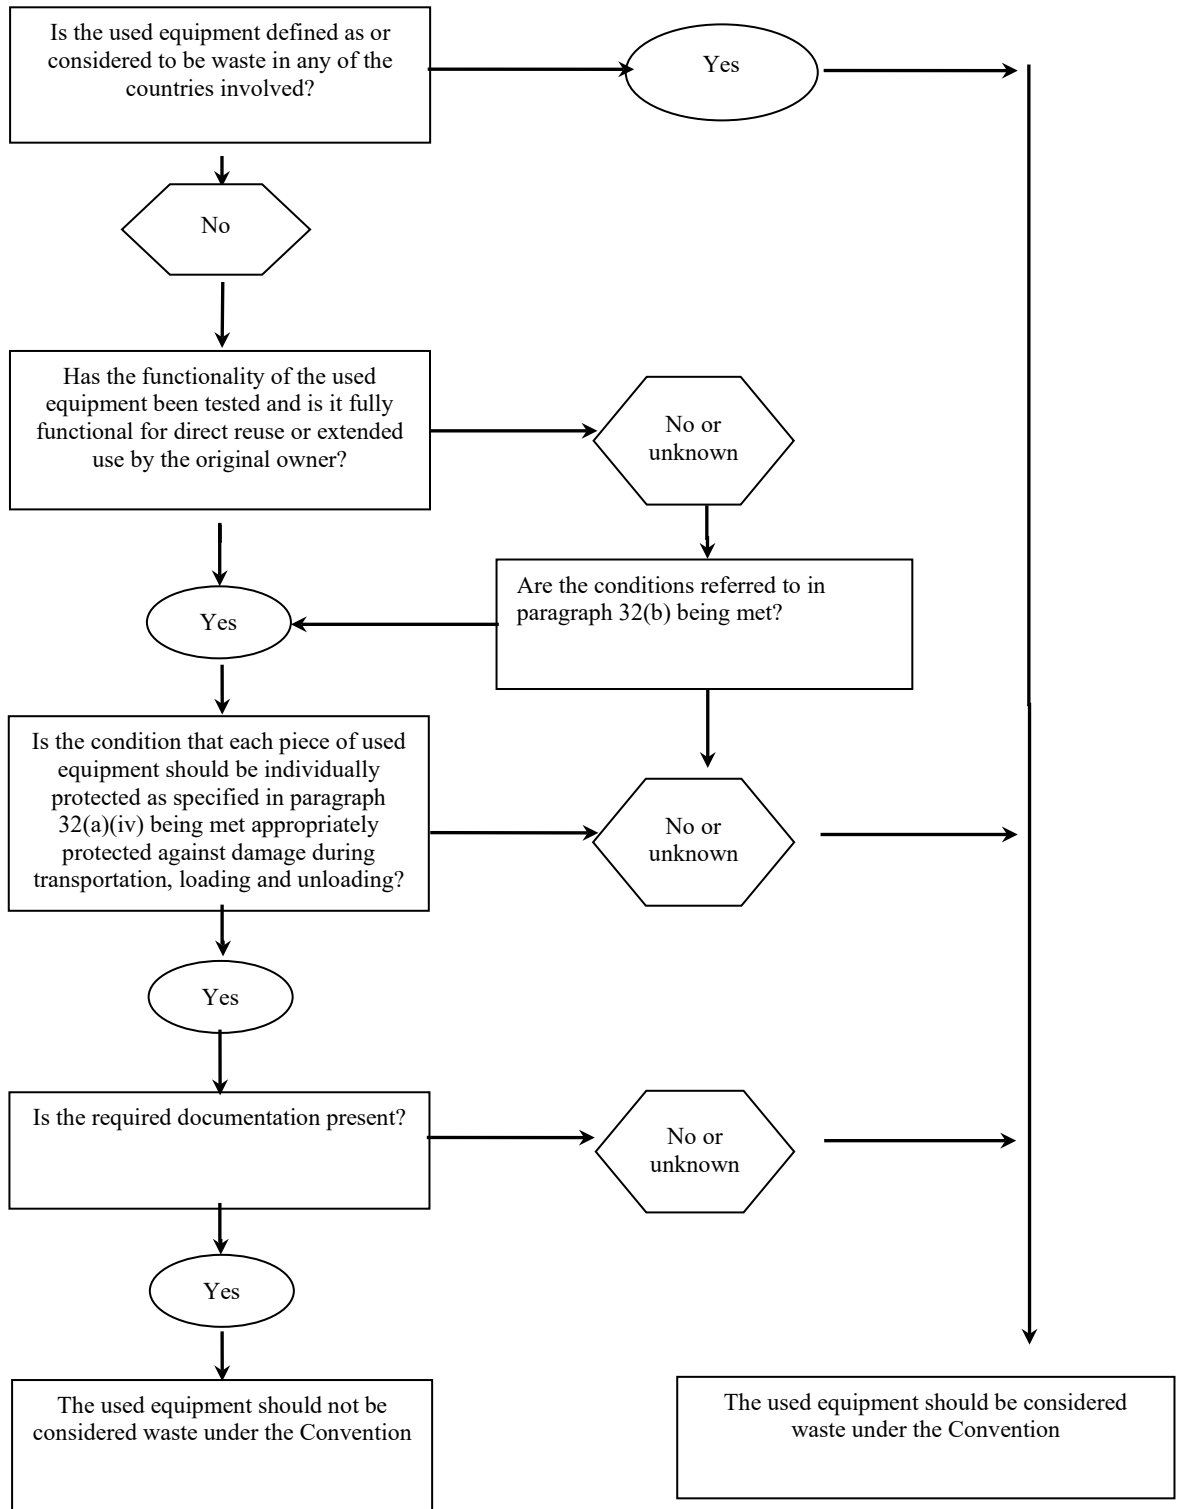 Is the used equipment defined as or
considered to be waste in any of the
countries involved?
Yes
No
Has the functionality of the used
equipment been tested and is it fully
functional for direct reuse or extended
use by the original owner?
No or
unknown
Are the conditions referred to in
paragraph 32(b) being met?
Yes
Is the condition that each piece of used
equipment should be individually
protected as specified in paragraph
32(a)(iv) being met appropriately
protected against damage during
transportation, loading and unloading?
No or
unknown
Yes
Is the required documentation present?
No or
unknown
Yes
The used equipment should not be
considered waste under the Convention
The used equipment should be considered
waste under the Convention